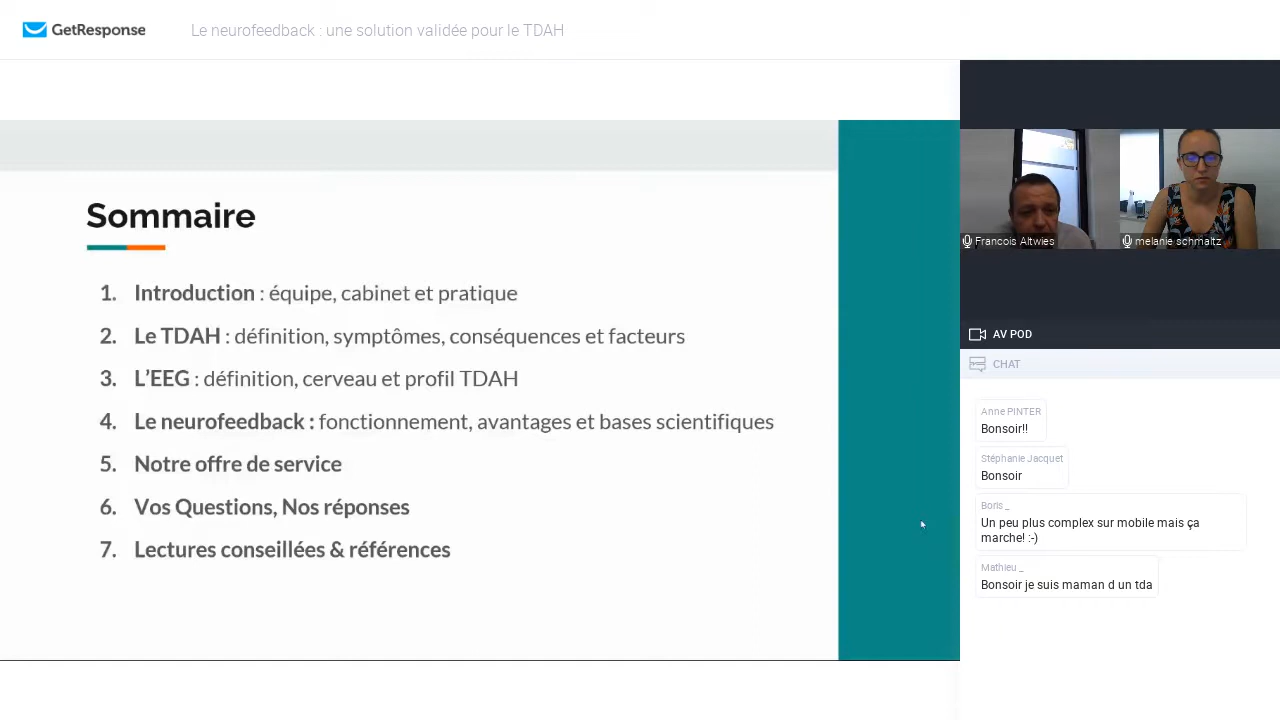 GetResponse
Le neurofeedback : une solution validée pour le TDAH
Sommaire
1. Introduction : équipe, cabinet et pratique
2. Le TDAH : définition, symptômes, conséquences et facteurs
3. L'EEG : définition, cerveau et profil TDAH
4. Le neurofeedback : fonctionnement, avantages et bases scientifiques
5. Notre offre de service
6. Vos Questions, Nos réponses
7. Lectures conseillées & références
Francois Altwies
melanie schmaltz
AV POD
CHAT
Anne PINTER
Bonsoir!!
Stéphanie Jacquet
Bonsoir
Boris _
Un peu plus complex sur mobile mais ça
marche! :-)
Mathieu _
Bonsoir je suis maman d un tda